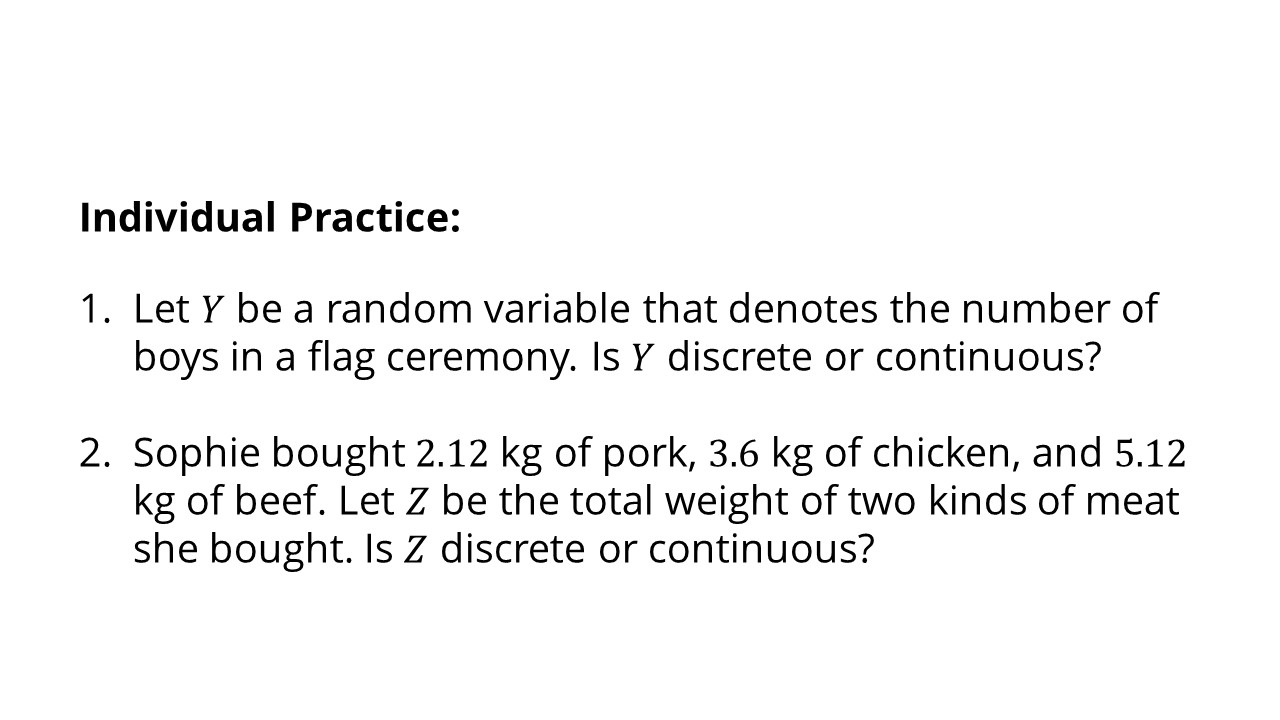 Individual Practice:
1. Let Y be a random variable that denotes the number of
boys in a flag ceremony. Is Y discrete or continuous?
2. Sophie bought 2.12 kg of pork, 3.6 kg of chicken, and 5.12
kg of beef. Let Z be the total weight of two kinds of meat
she bought. Is Z discrete or continuous?